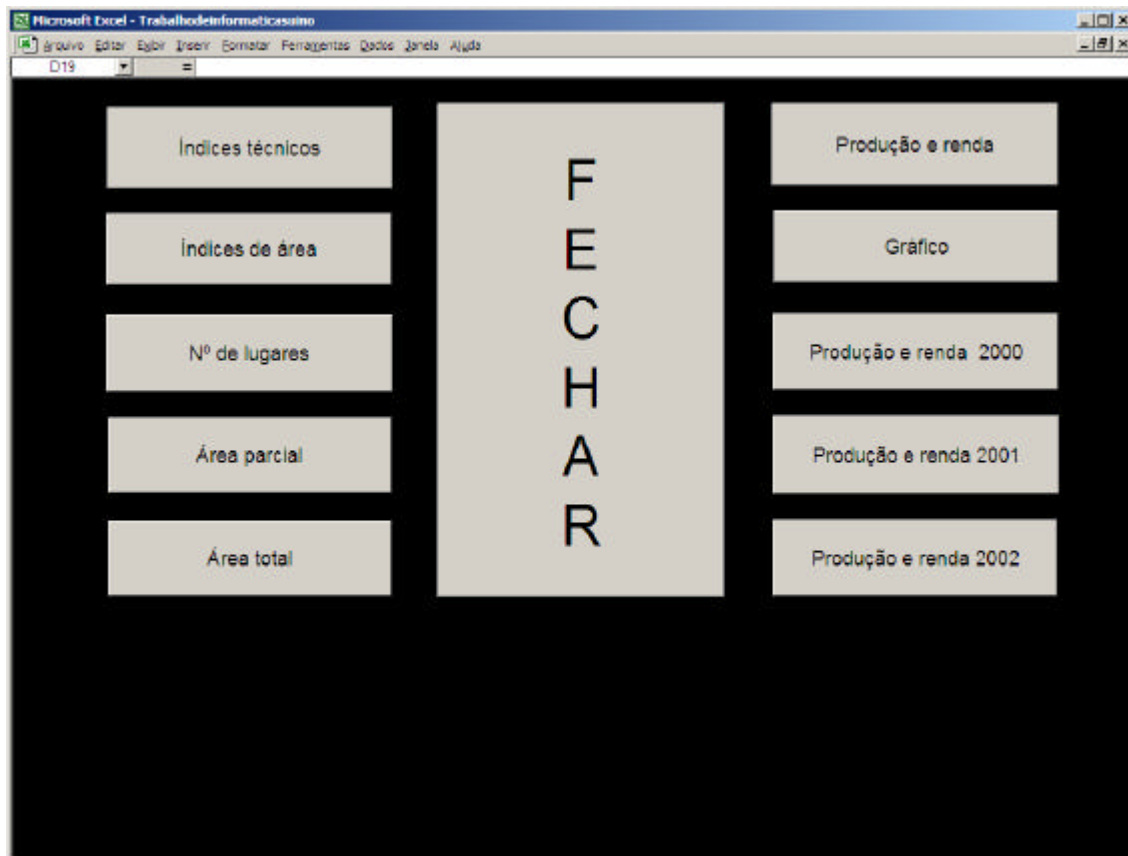 Microsoft Excel - Trabalhodeinformaticasuino
Arquivo Editar Exibir Inserir Formatar Ferramentas Dados Janela Ajuda
D19 =
Índices técnicos
Índices de área
Nº de lugares
Área parcial
Área total
F
E
C
H
A
R
Produção e renda
Gráfico
Produção e renda 2000
Produção e renda 2001
Produção e renda 2002